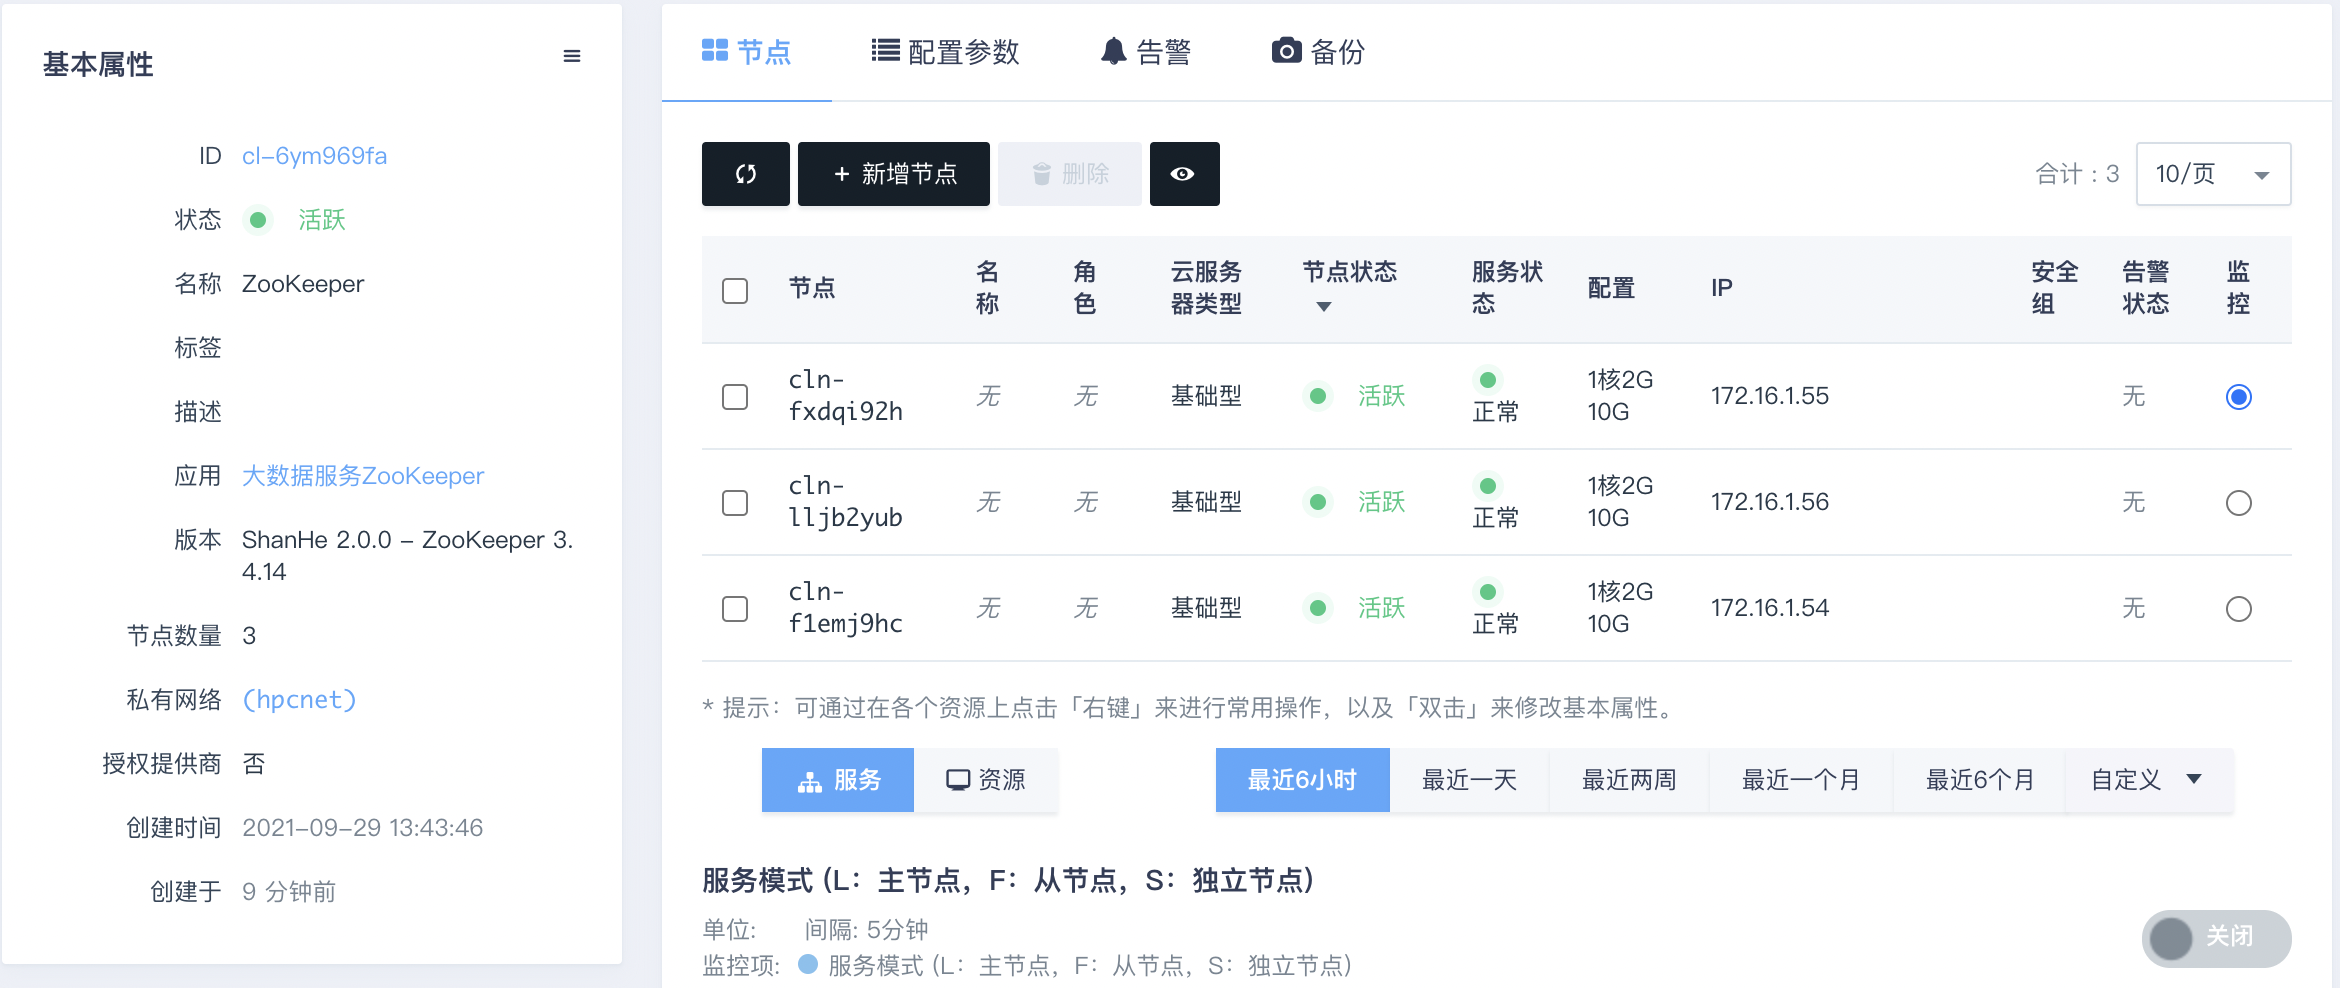 基本属性
ID cl-6ym969fa
状态 活跃
名称 ZooKeeper
标签
描述
应用 大数据服务ZooKeeper
版本 ShanHe 2.0.0 – ZooKeeper 3.
4.14
节点数量 3
私有网络 (hpcnet)
授权提供商 否
创建时间 2021-09-29 13:43:46
创建于 9 分钟前
节点 配置参数 告警 备份
+ 新增节点 删除 合计：3 10/页
节点 名称 角色 云服务器类型 节点状态 服务状态 配置 IP 安全组 告警状态 监控
cln-fxdqi92h 无 无 基础型 活跃 正常 1核2G 10G 172.16.1.55 无
cln-lljb2yub 无 无 基础型 活跃 正常 1核2G 10G 172.16.1.56 无
cln-f1emj9hc 无 无 基础型 活跃 正常 1核2G 10G 172.16.1.54 无
* 提示：可通过在各个资源上点击「右键」来进行常用操作，以及「双击」来修改基本属性。
服务 资源 最近6小时 最近一天 最近两周 最近一个月 最近6个月 自定义
服务模式 (L：主节点，F：从节点，S：独立节点)
单位: 间隔: 5分钟
关闭
监控项: 服务模式 (L：主节点，F：从节点，S：独立节点)